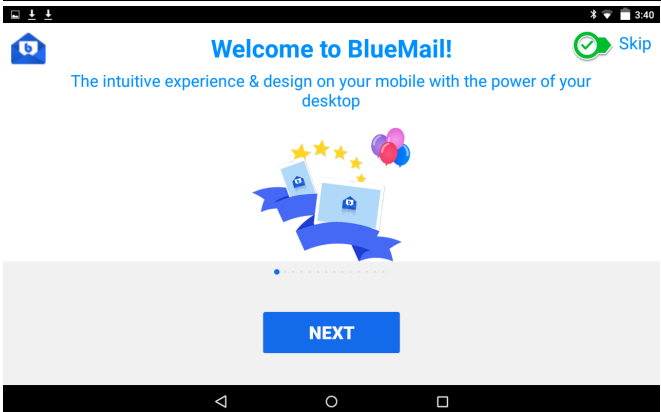 3:40
Welcome to BlueMail!
Skip
The intuitive experience & design on your mobile with the power of your
desktop
NEXT